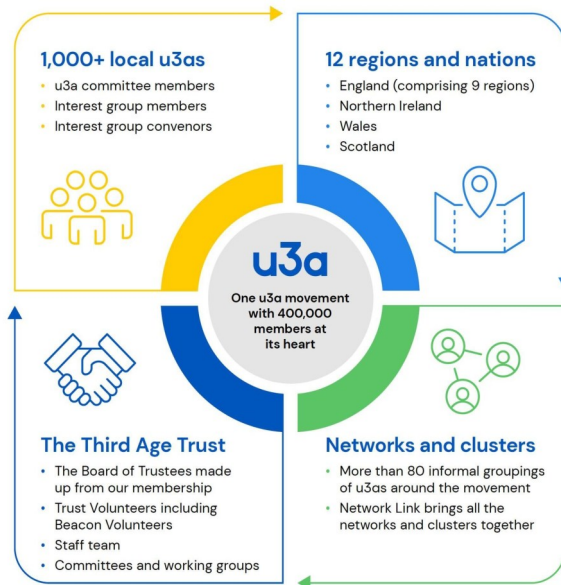 1,000+ local u3as
• u3a committee members
• Interest group members
• Interest group convenors
12 regions and nations
• England (comprising 9 regions)
• Northern Ireland
• Wales
• Scotland
u3a
One u3a movement
with 400,000
members at
its heart
The Third Age Trust
• The Board of Trustees made
up from our membership
• Trust Volunteers including
Beacon Volunteers
• Staff team
• Committees and working groups
Networks and clusters
• More than 80 informal groupings
of u3as around the movement
• Network Link brings all the
networks and clusters together